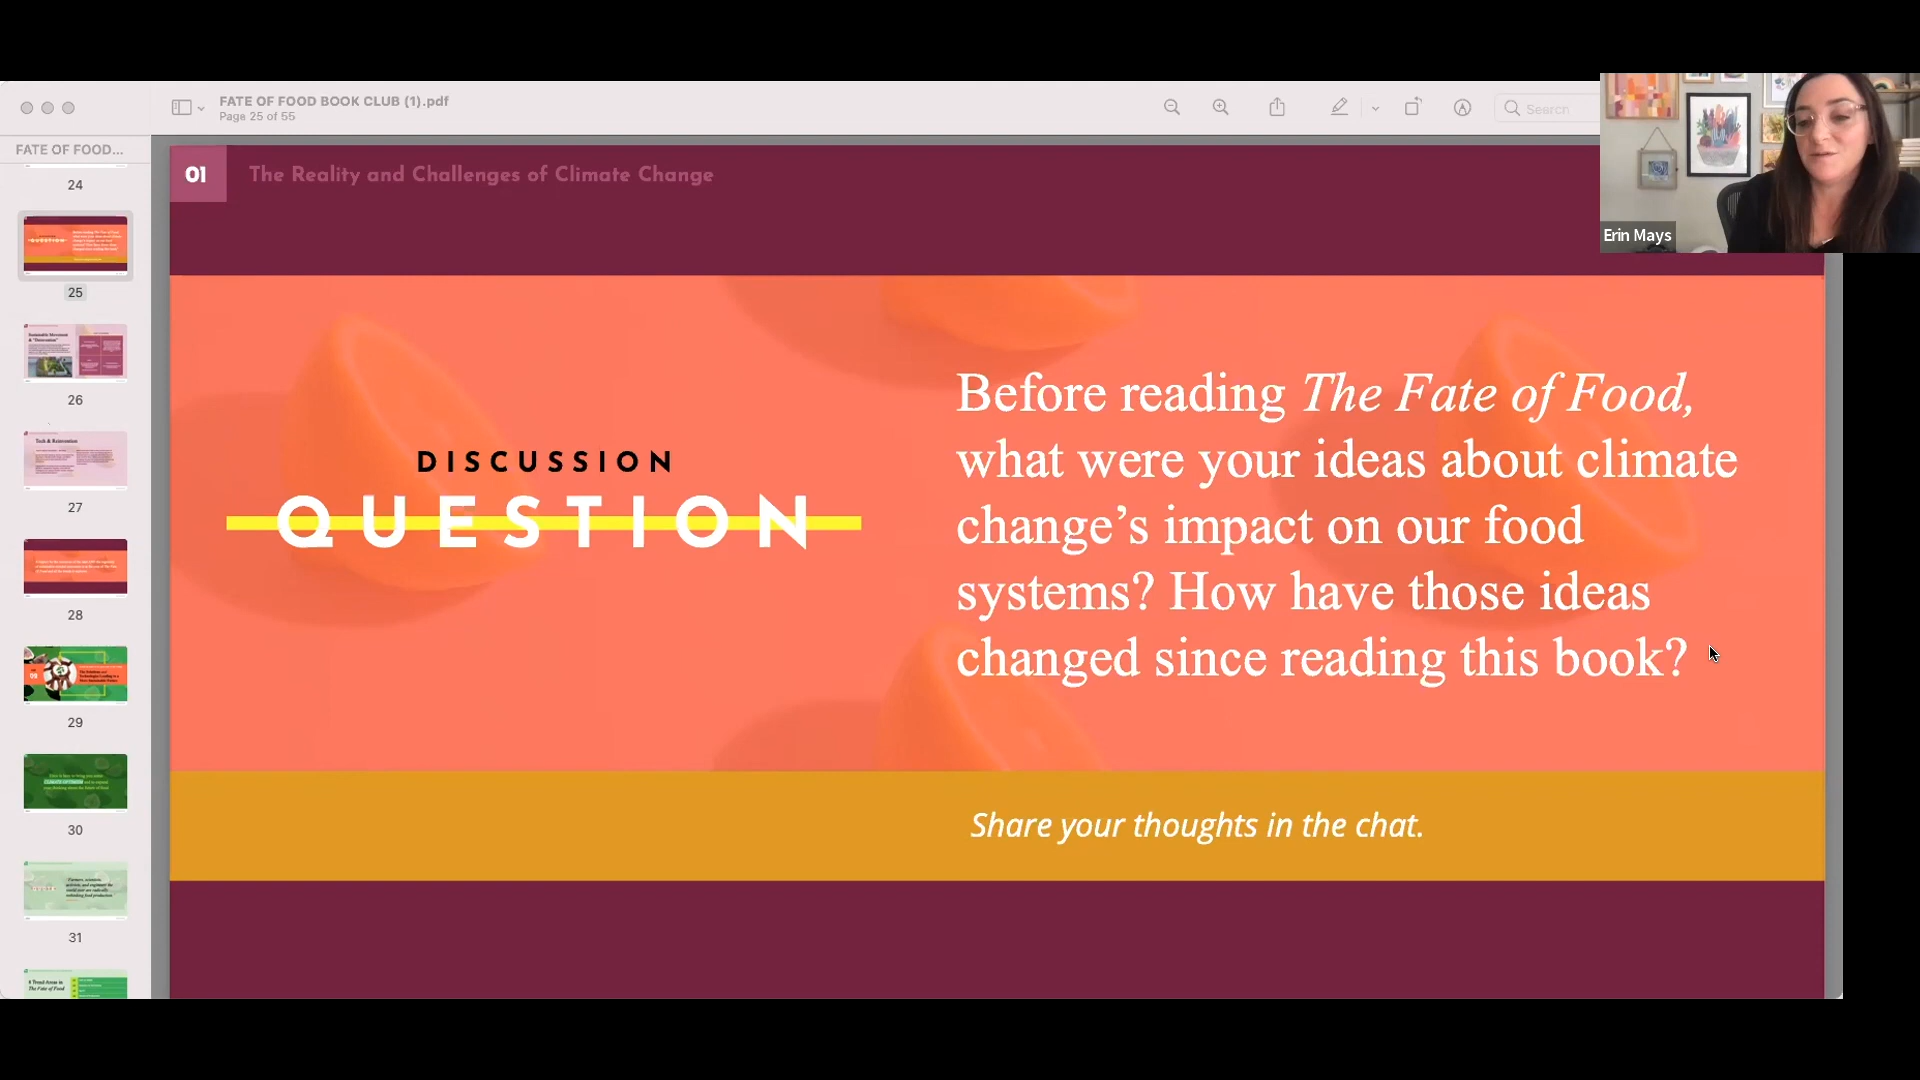 FATE OF FOOD BOOK CLUB (1).pdf
Page 25 of 55
Search
Erin Mays
FATE OF FOOD...
24
25
26
27
28
29
30
31
01
The Reality and Challenges of Climate Change
DISCUSSION
QUESTION
Before reading The Fate of Food,
what were your ideas about climate
change’s impact on our food
systems? How have those ideas
changed since reading this book?
Share your thoughts in the chat.